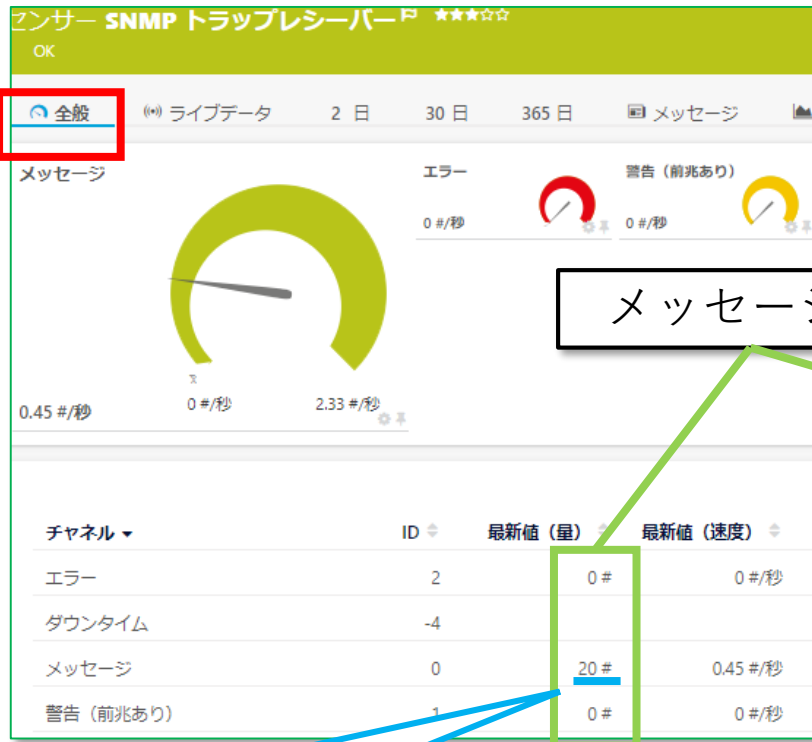 センサー SNMP トラップレシーバー
OK
全般 ライブデータ 2 日 30 日 365 日 メッセージ
メッセージ
エラー
警告（前兆あり）
0 #/秒
0 #/秒
メッセー
0.45 #/秒
0 #/秒
2.33 #/秒
チャネル ID 最新値（量） 最新値（速度）
エラー 2 0 # 0 #/秒
ダウンタイム -4
メッセージ 0 20 # 0.45 #/秒
警告（前兆あり） 1 0 # 0 #/秒